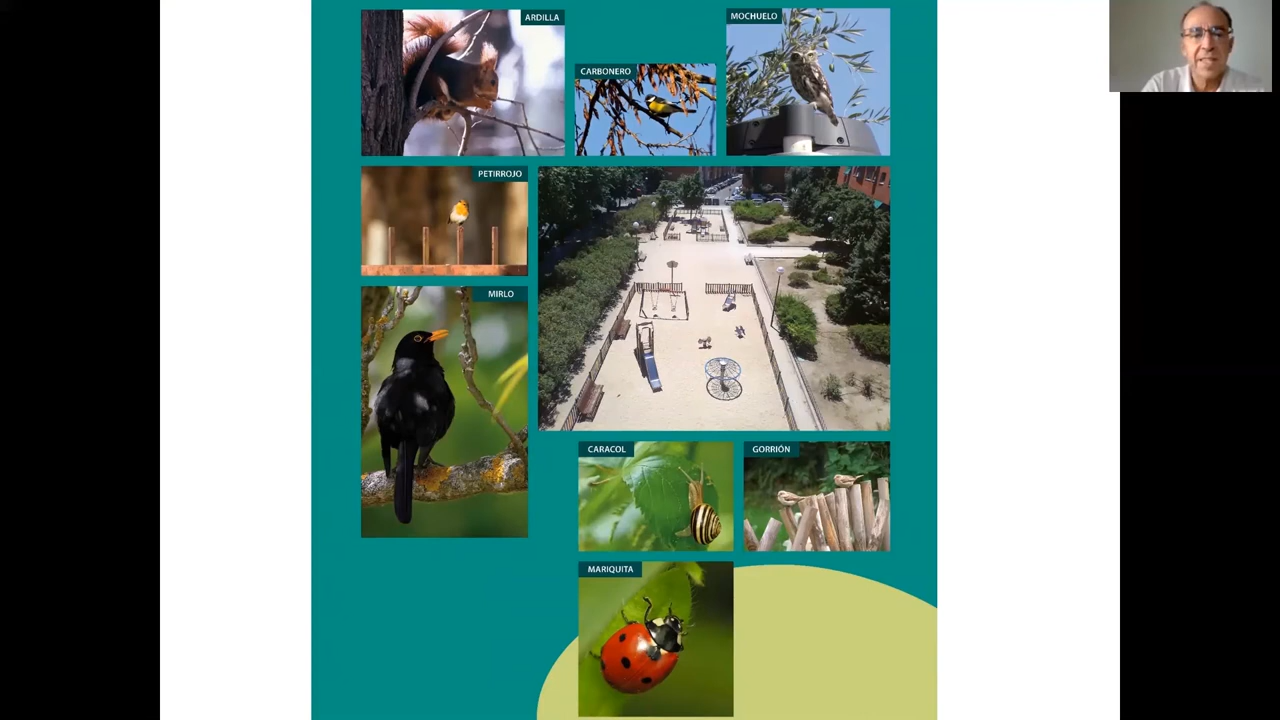 ARDILLA
CARBONERO
MOCHUELO
PETIRROJO
MIRLO
CARACOL
GORRIÓN
MARIQUITA